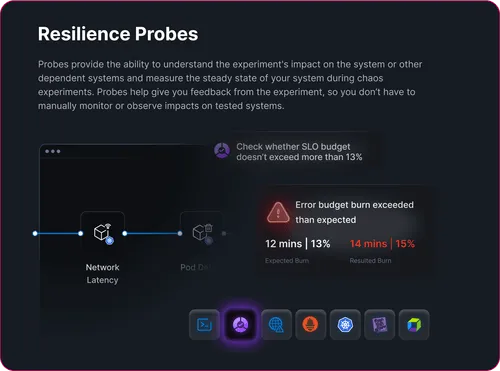 Resilience Probes
Probes provide the ability to understand the experiment's impact on the system or other
dependent systems and measure the steady state of your system during chaos
experiments. Probes help give you feedback from the experiment, so you don't have to
manually monitor or observe impacts on tested systems.
Check whether SLO budget
doesn't exceed more than 13%
Error budget burn exceeded
than expected
12 mins | 13%
14 mins | 15%
Expected Burn
Resulted Burn
Network
Latency
Pod